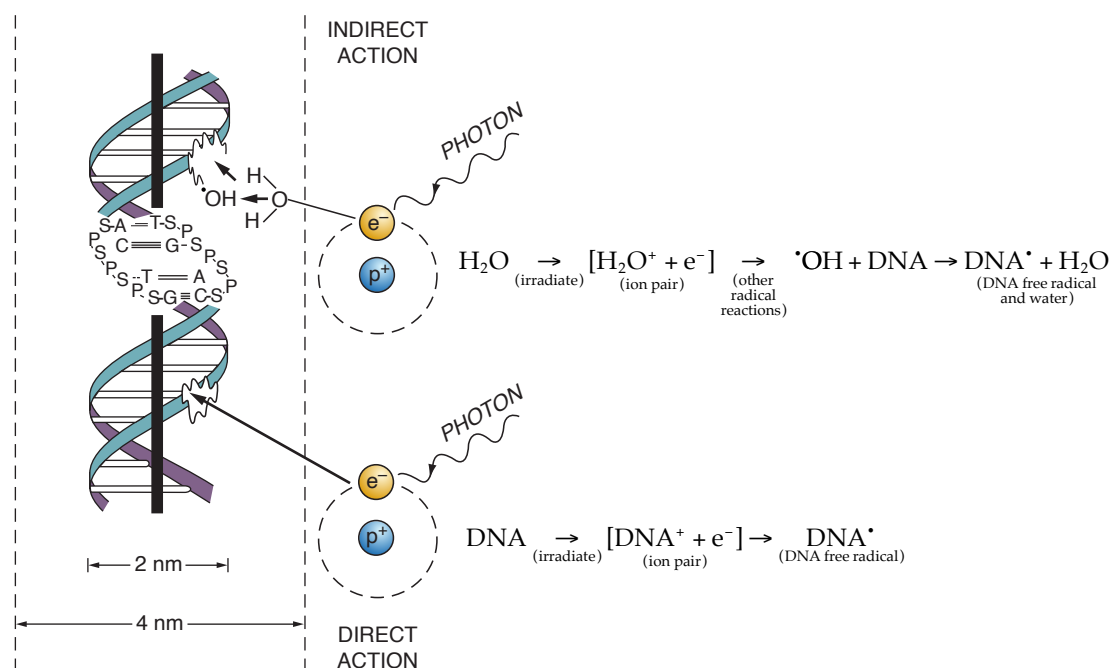 INDIRECT
ACTION
PHOTON
H
•OH
O
H
e⁻
p⁺
S-A=T-S
P C≡G-S P
S P S P
P S-T=A S P
P S-G≡C-S
H₂O → [H₂O⁺ + e⁻] → •OH + DNA → DNA• + H₂O
(irradiate) (ion pair) (other radical reactions) (DNA free radical and water)
PHOTON
e⁻
p⁺
DNA → [DNA⁺ + e⁻] → DNA•
(irradiate) (ion pair) (DNA free radical)
2 nm
4 nm
DIRECT
ACTION